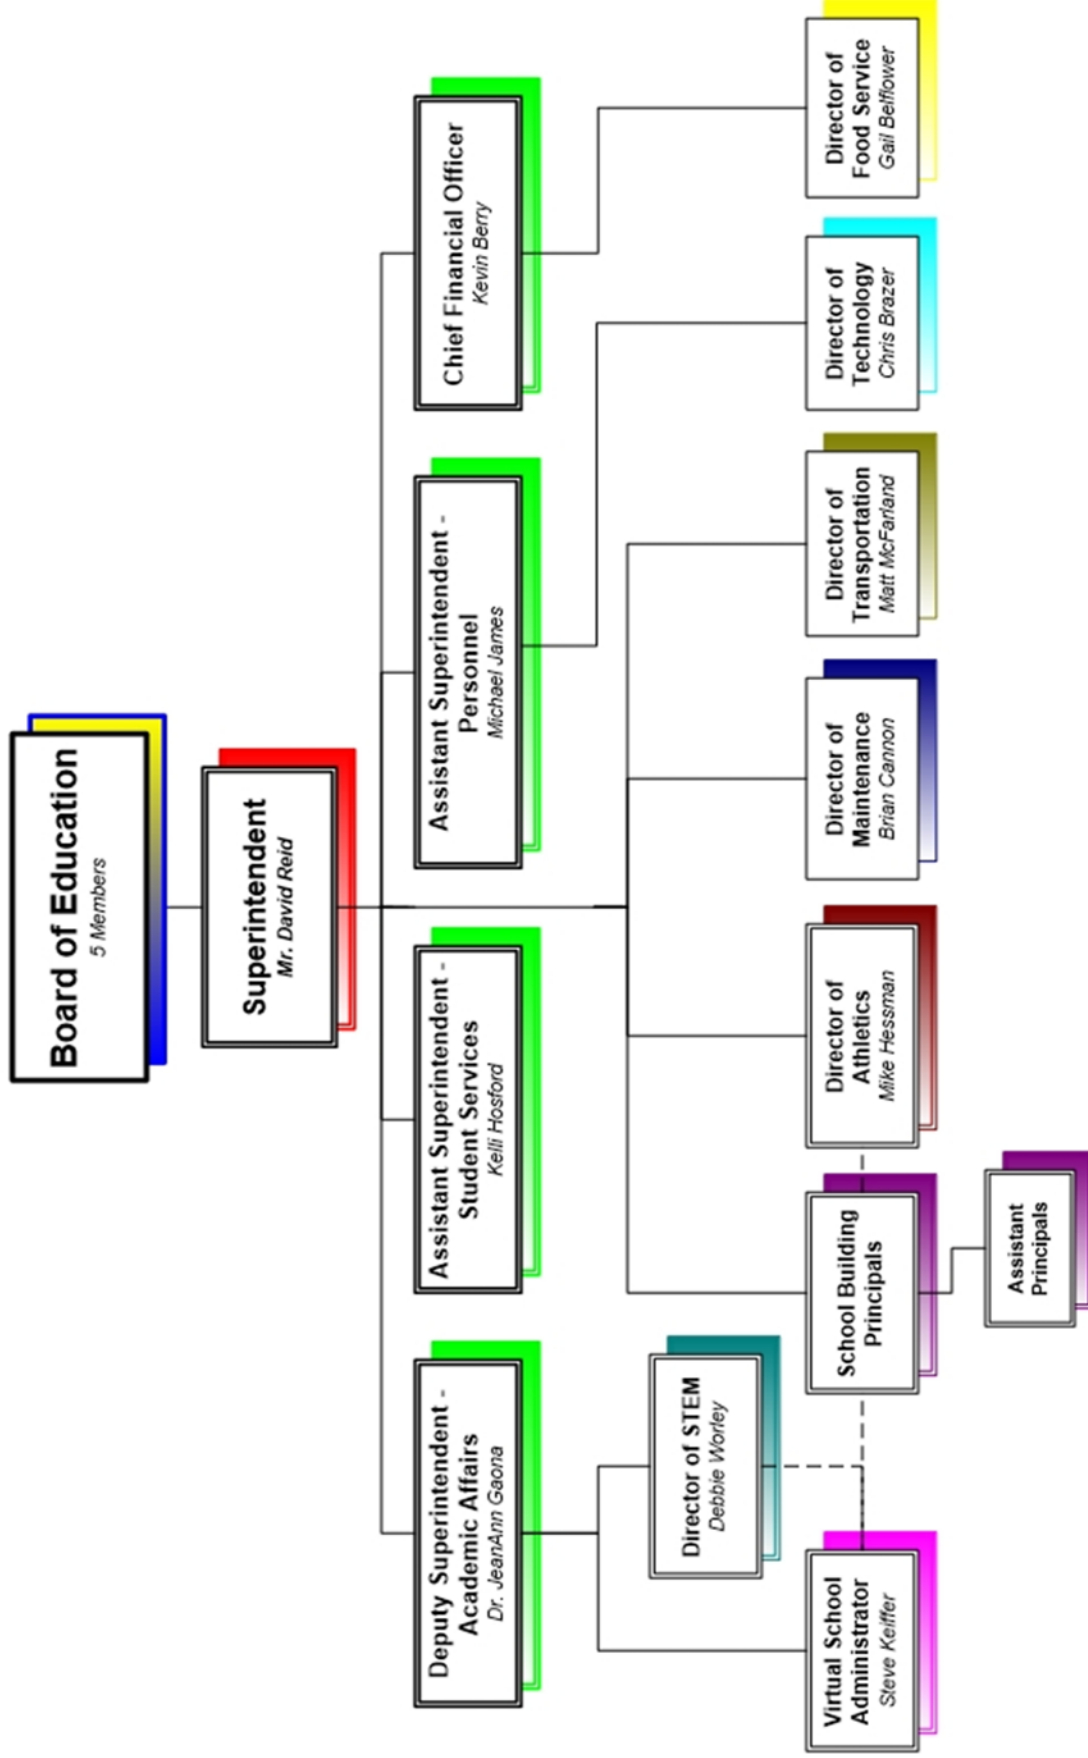 Board of Education
5 Members
Superintendent
Mr. David Reid
Deputy Superintendent -
Academic Affairs
Dr. JeanAnn Gaona
Assistant Superintendent -
Student Services
Kelli Hosford
Assistant Superintendent -
Personnel
Michael James
Chief Financial Officer
Kevin Berry
Director of STEM
Debbie Worley
Virtual School
Administrator
Steve Keiffer
School Building
Principals
Director of
Athletics
Mike Hessman
Director of
Maintenance
Brian Cannon
Director of
Transportation
Matt McFarland
Director of
Technology
Chris Brazer
Director of
Food Service
Gail Belflower
Assistant
Principals